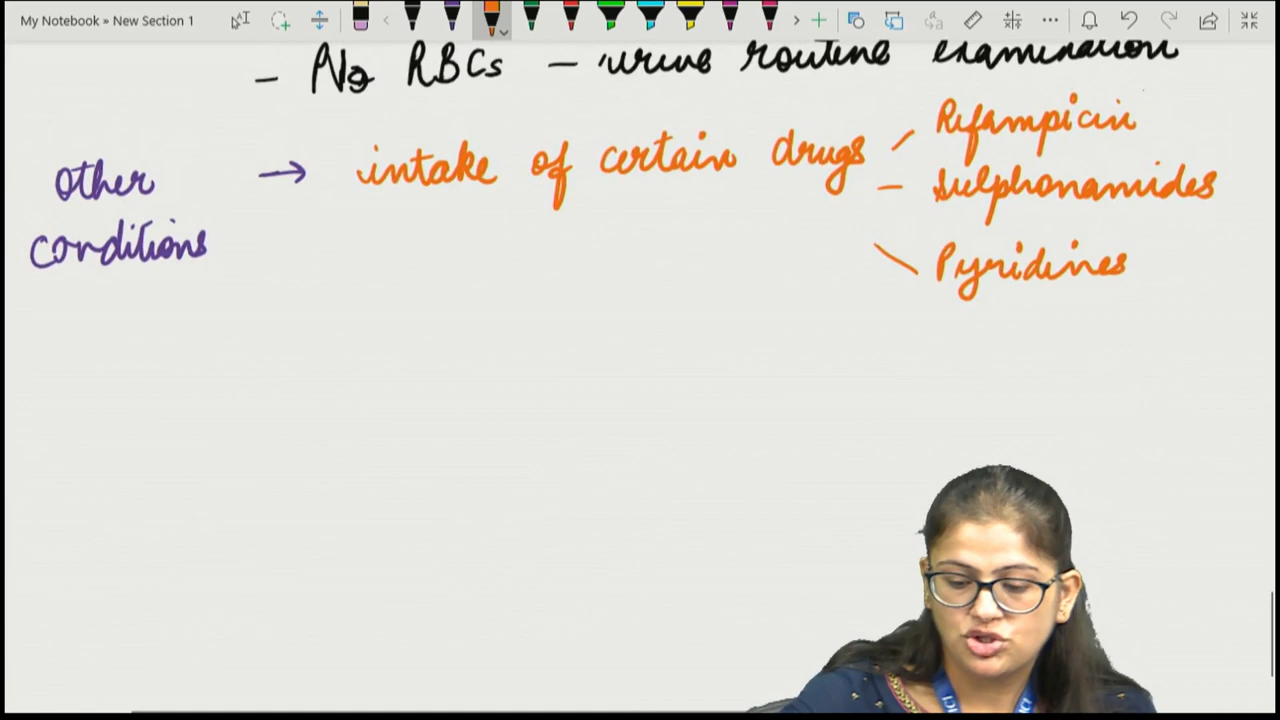 My Notebook » New Section 1
- No RBCs - urine routine examination
Other conditions → intake of certain drugs
- Rifampicin
- Sulphonamides
- Pyridines